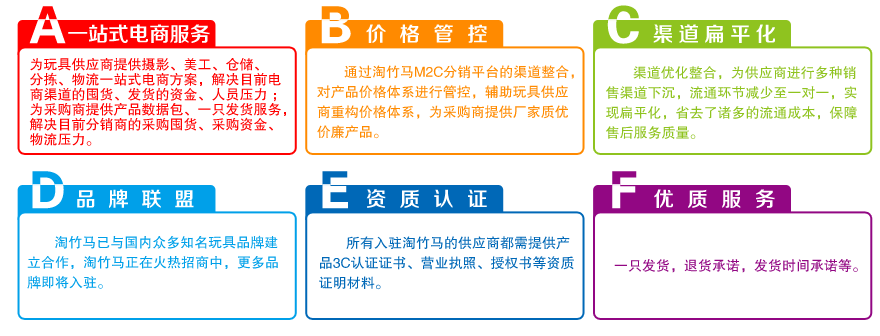 A一站式电商服务
为玩具供应商提供摄影、美工、仓储、
分拣、物流一站式电商方案，解决目前电
商渠道的囤货、发货的资金、人员压力；
为采购商提供产品数据包、一只发货服务，
解决目前分销商的采购囤货、采购资金、
物流压力。
B 价格管控
通过淘竹马M2C分销平台的渠道整合，
对产品价格体系进行管控，辅助玩具供应
商重构价格体系，为采购商提供厂家质优
价廉产品。
C 渠道扁平化
渠道优化整合，为供应商进行多种销
售渠道下沉，流通环节减少至一对一，实
现扁平化，省去了诸多的流通成本，保障
售后服务质量。
D 品牌联盟
淘竹马已与国内众多知名玩具品牌建
立合作，淘竹马正在火热招商中，更多品
牌即将入驻。
E 资质认证
所有入驻淘竹马的供应商都需提供产
品3C认证证书、营业执照、授权书等资质
证明材料。
F 优质服务
一只发货，退货承诺，发货时间承诺等。